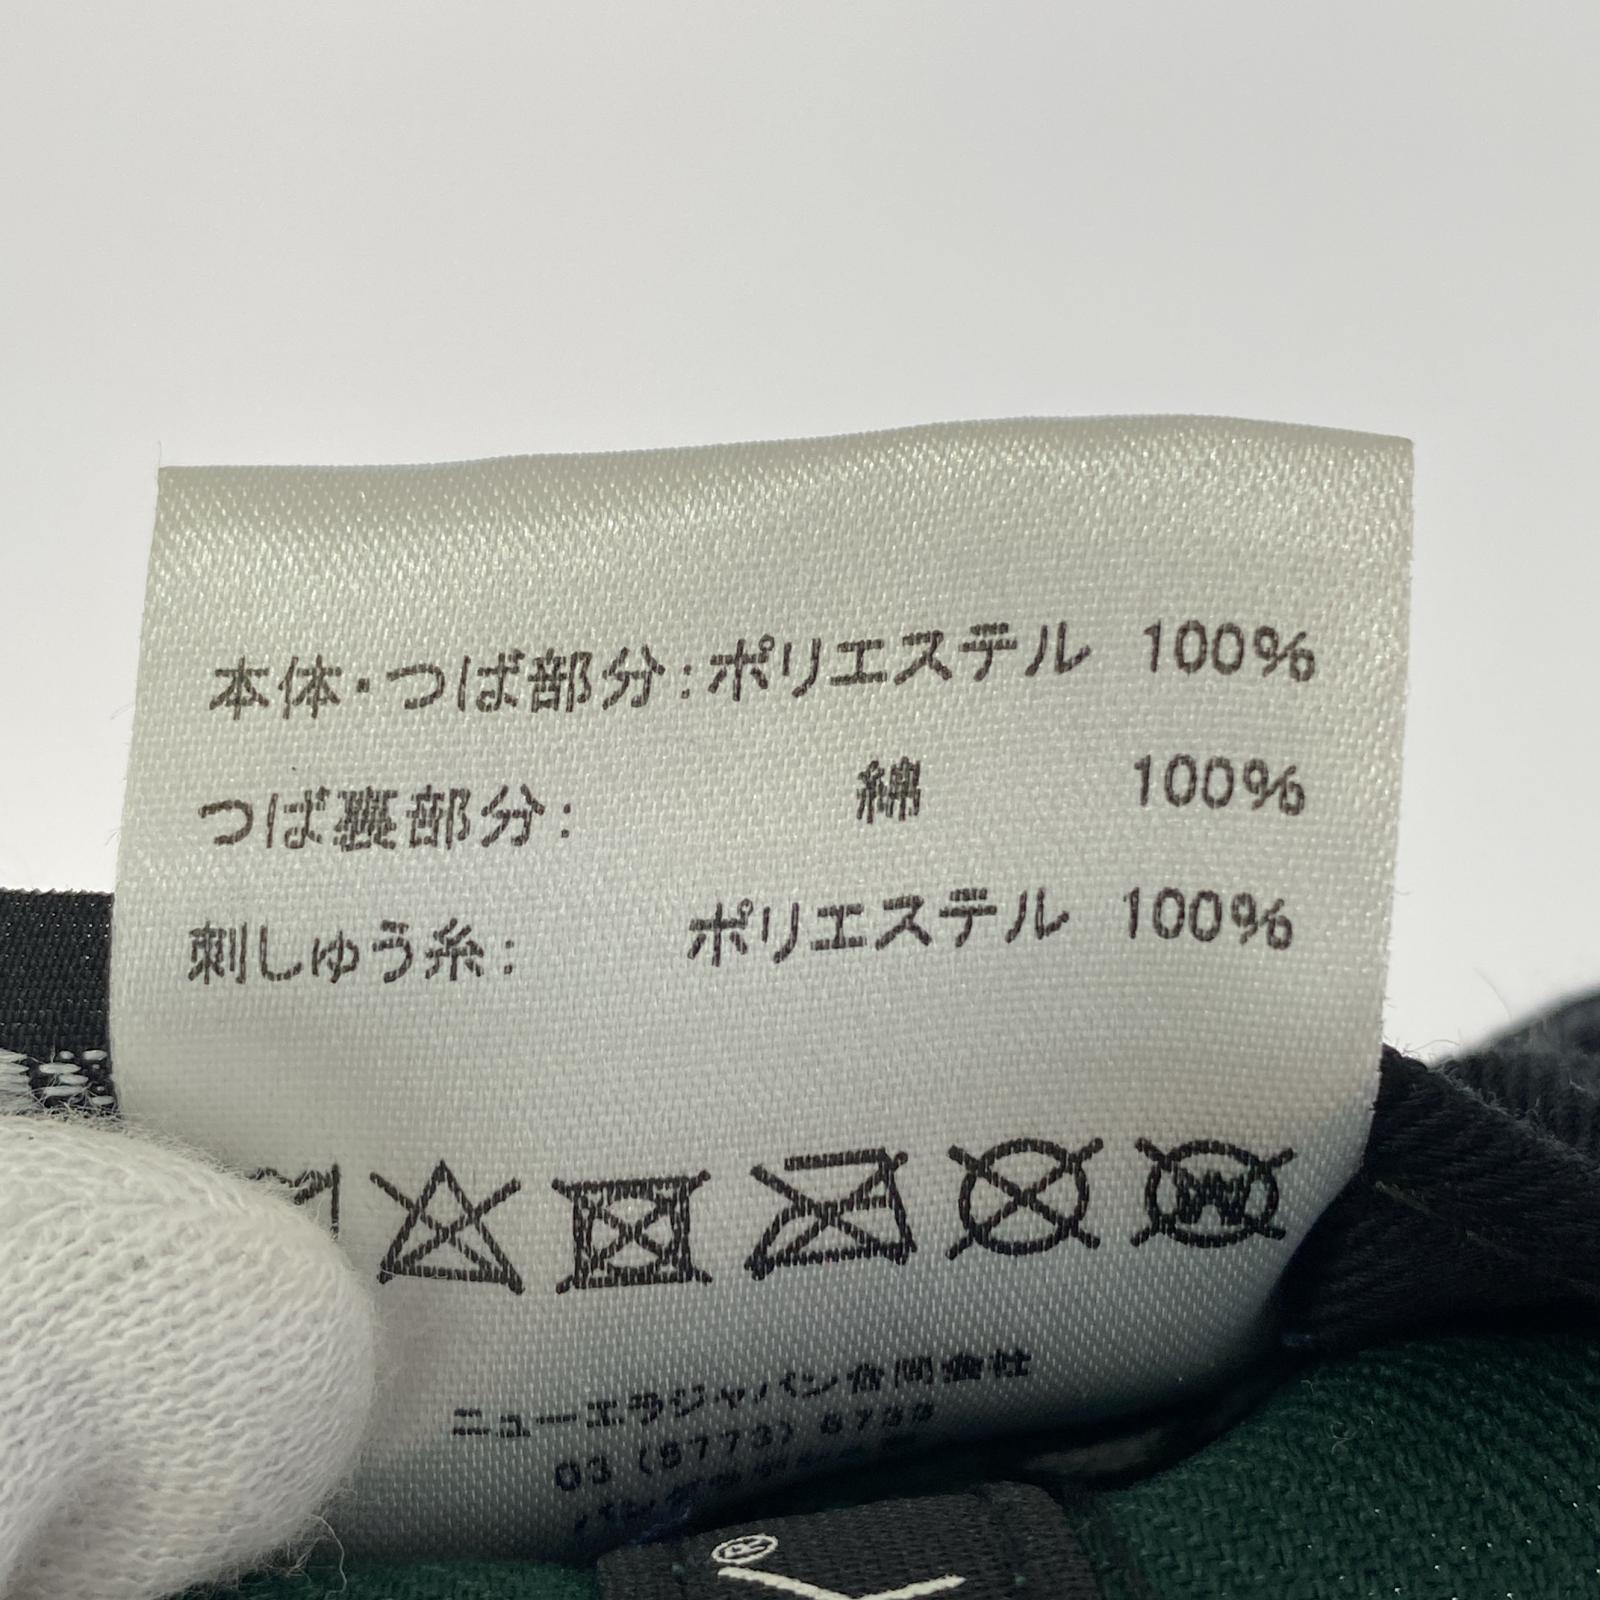 本体・つば部分:ポリエステル 100%
つば裏部分: 綿 100%
刺しゅう糸: ポリエステル 100%
ニューエラジャパン合同会社
03 (6773)